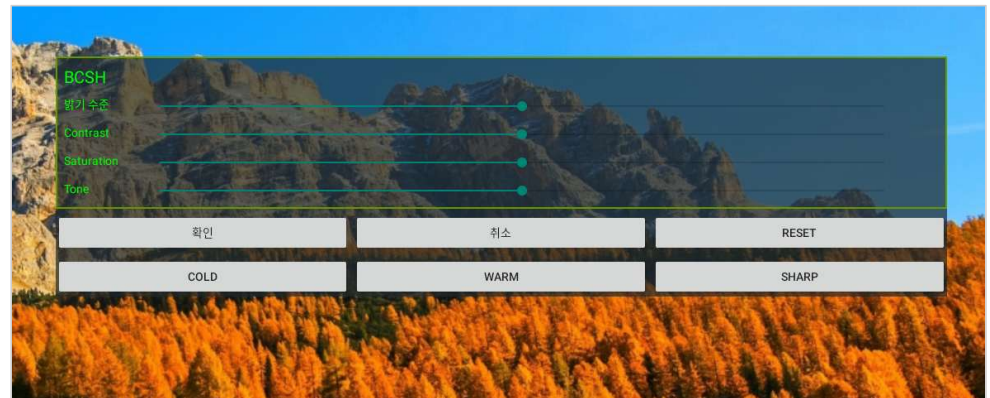 BCSH
밝기 수준
Contrast
Saturation
Tone
확인 취소 RESET
COLD WARM SHARP